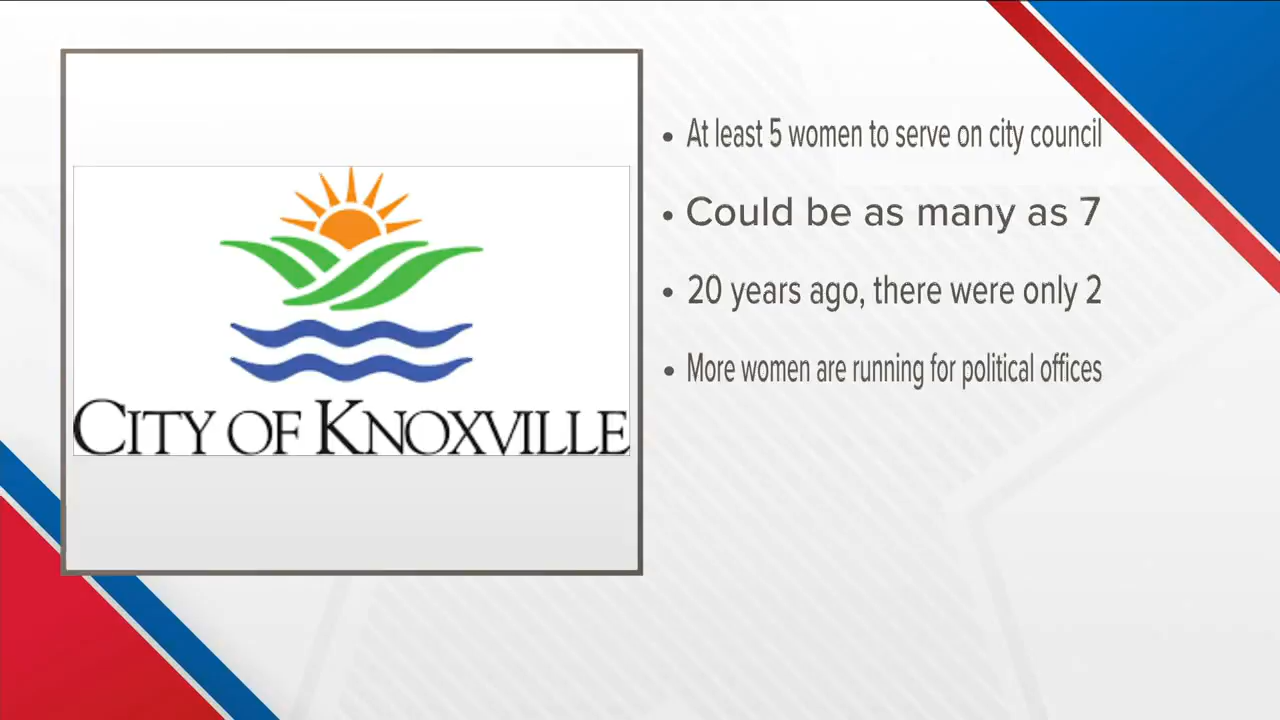 At least 5 women to serve on city council
Could be as many as 7
20 years ago, there were only 2
More women are running for political offices
CITY OF KNOXVILLE